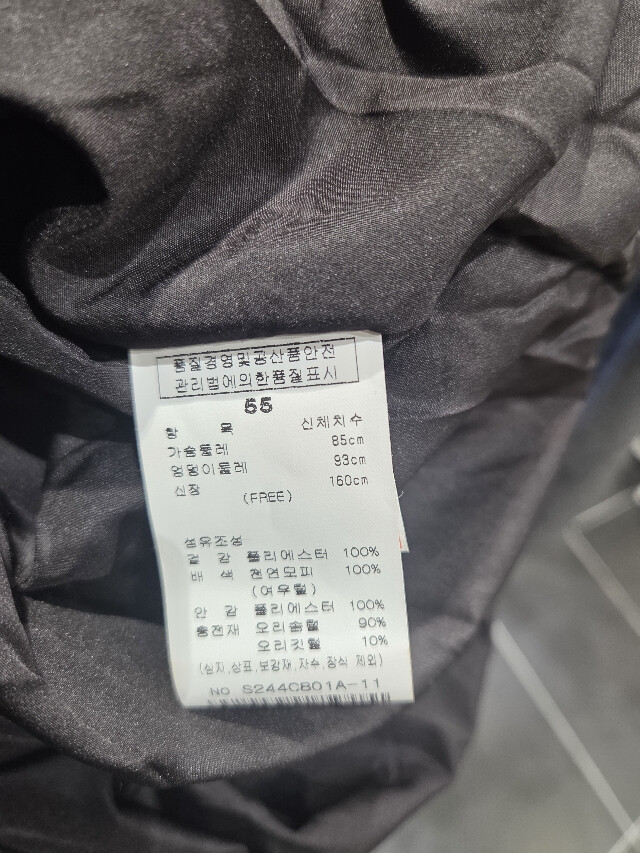 품질경영및공산품안전
관리법에의한품질표시
55
항 목 신체치수
가슴둘레 85cm
엉덩이둘레 93cm
신장 160cm
(FREE)
섬유조성
겉 감 폴리에스터 100%
배 색 천연모피 100%
(여우털)
안 감 폴리에스터 100%
충전재 오리솜털 90%
오리깃털 10%
(심지,상표,보강재,자수,장식 제외)
NO S244C801A-11